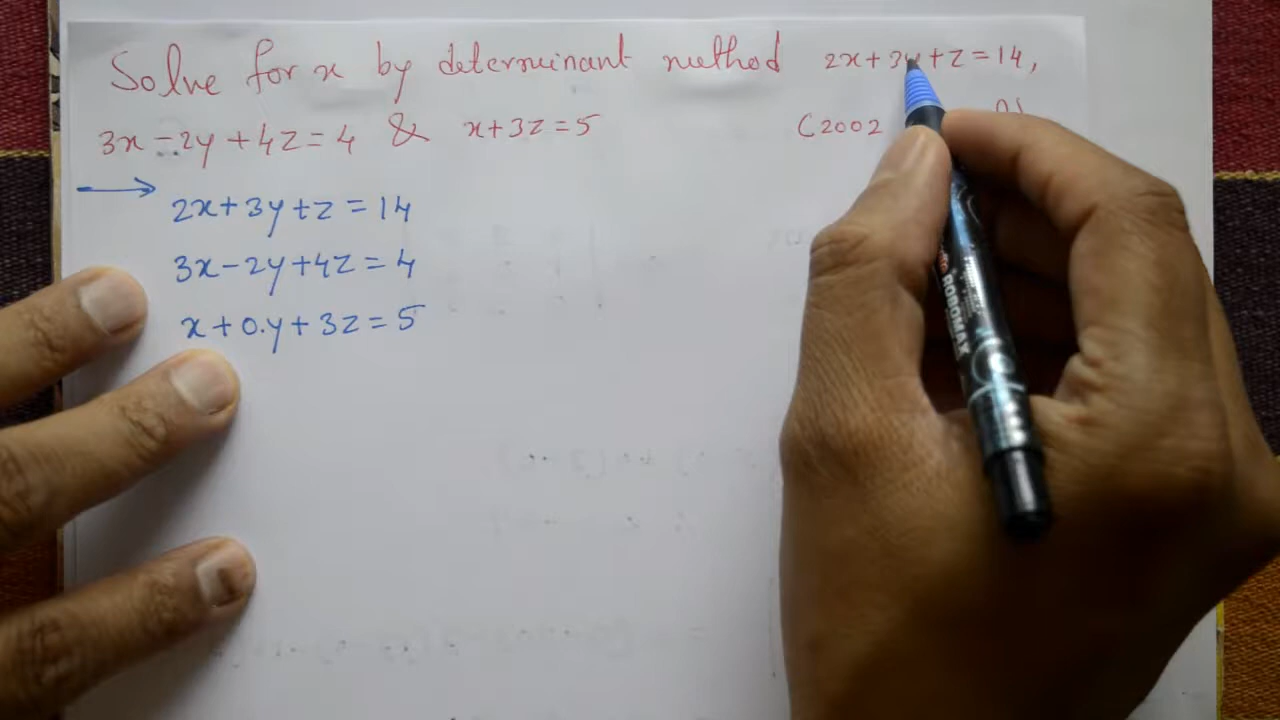 Solve for x by determinant method 2x+3y+z=14,
3x-2y+4z=4 & x+3z=5 (2002
2x+3y+z=14
3x-2y+4z=4
x+0.y+3z=5
ROBOMAX